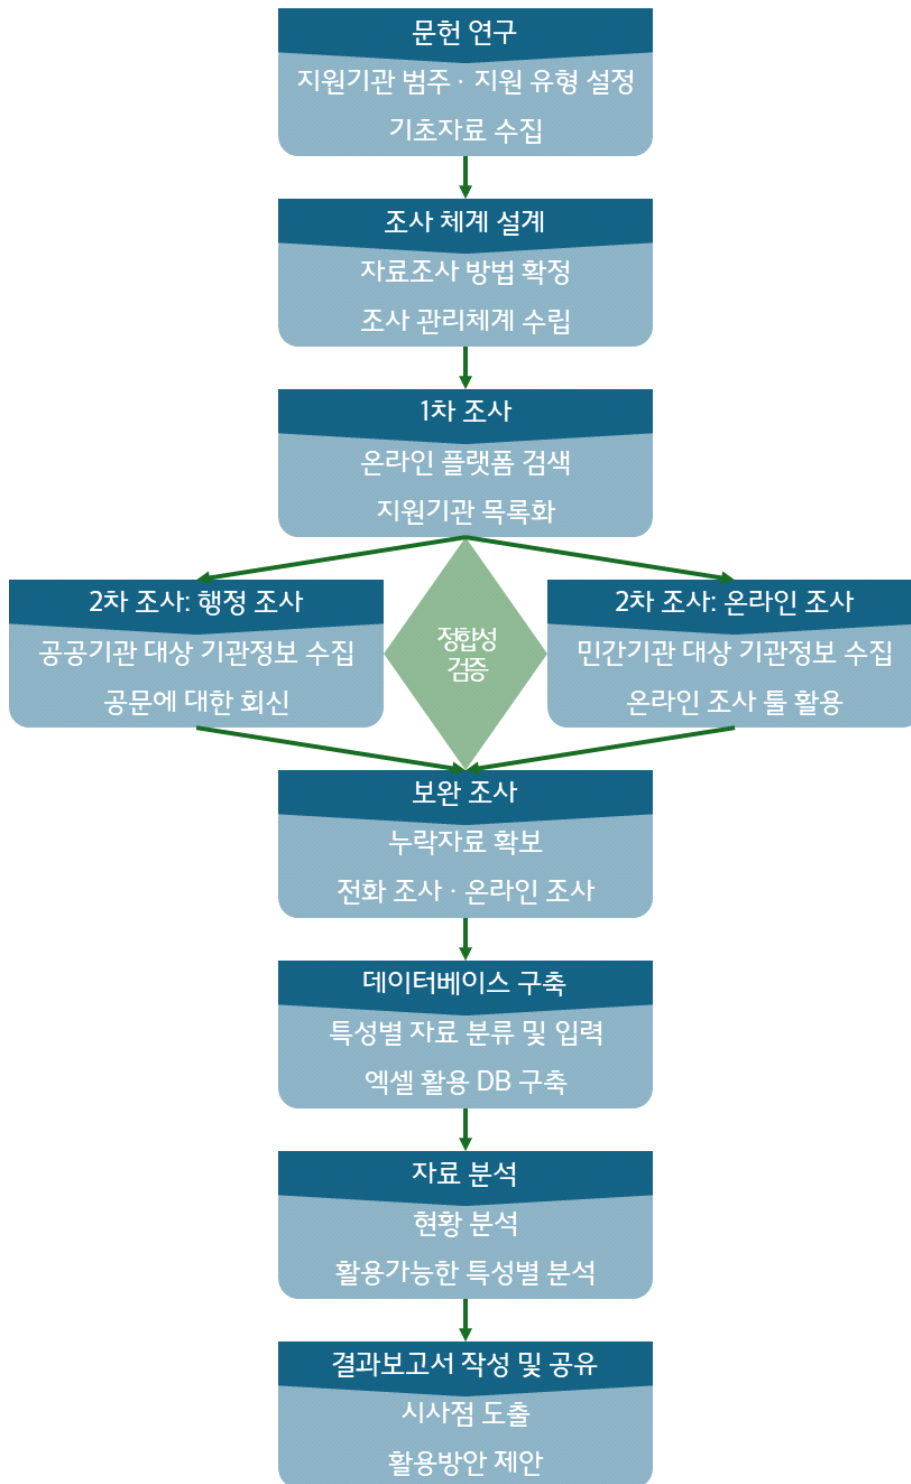 문헌 연구
지원기관 범주 · 지원 유형 설정
기초자료 수집
조사 체계 설계
자료조사 방법 확정
조사 관리체계 수립
1차 조사
온라인 플랫폼 검색
지원기관 목록화
2차 조사: 행정 조사
공공기관 대상 기관정보 수집
공문에 대한 회신
정합성
검증
2차 조사: 온라인 조사
민간기관 대상 기관정보 수집
온라인 조사 툴 활용
보완 조사
누락자료 확보
전화 조사 · 온라인 조사
데이터베이스 구축
특성별 자료 분류 및 입력
엑셀 활용 DB 구축
자료 분석
현황 분석
활용가능한 특성별 분석
결과보고서 작성 및 공유
시사점 도출
활용방안 제안